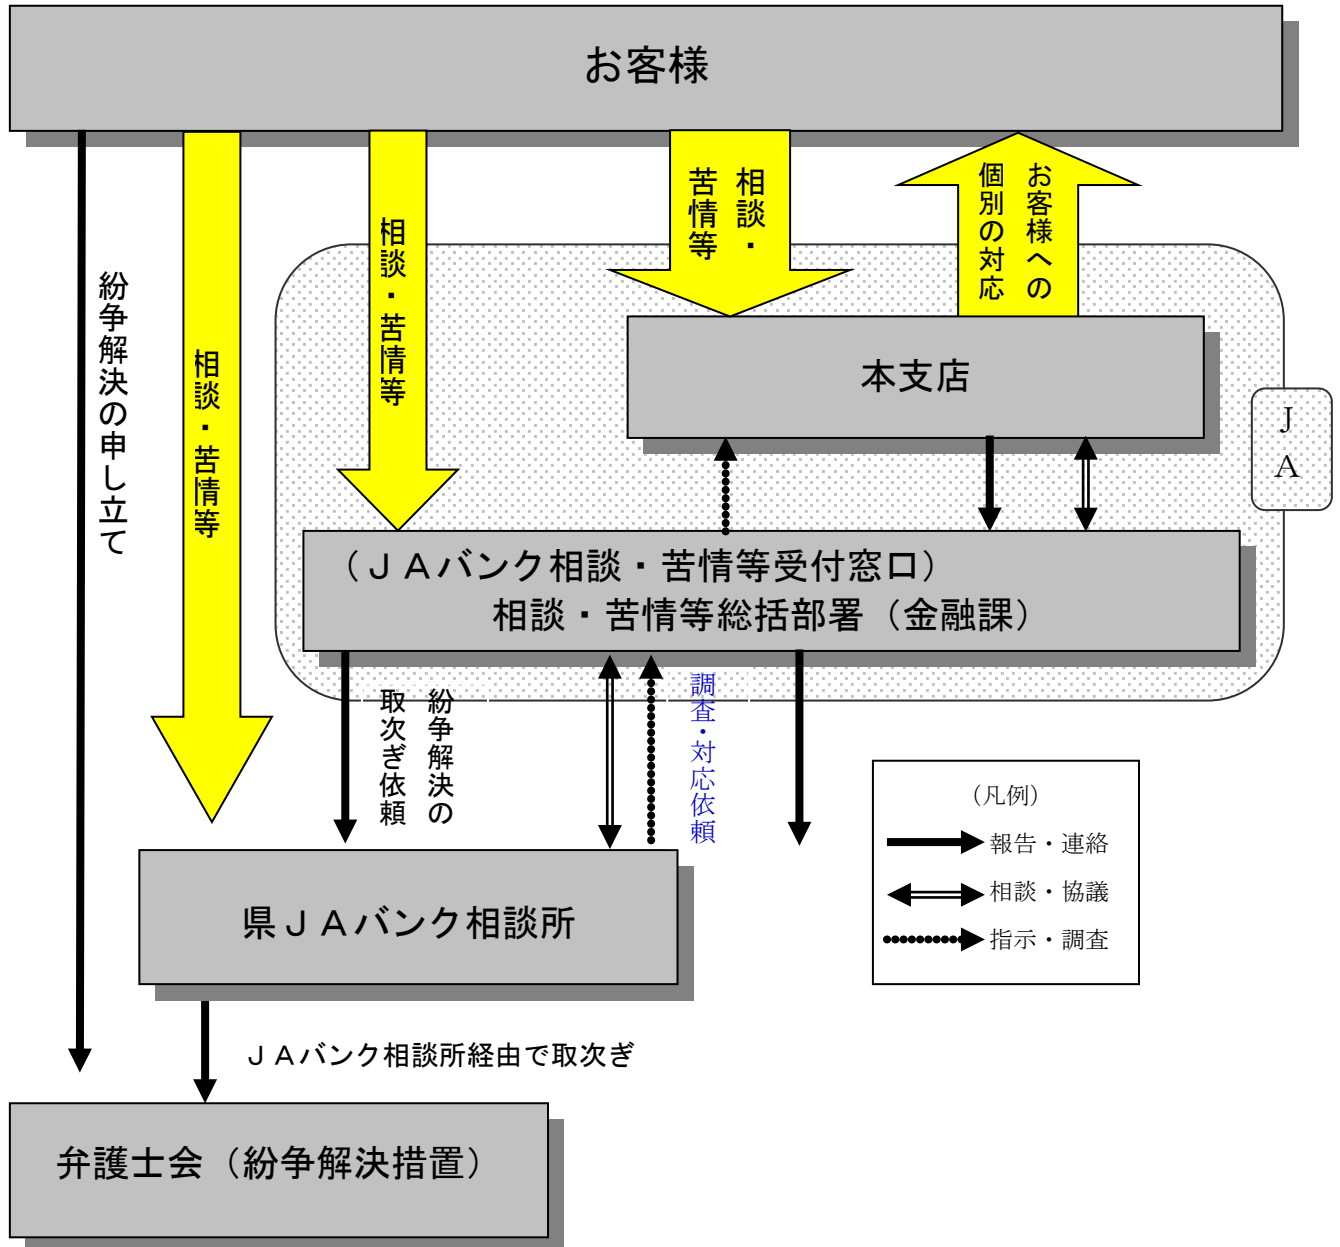 お客様
相談・
苦情等
お客様への
個別の対応
相談・苦情等
紛争解決の申し立て
相談・苦情等
本支店
ＪＡ
（ＪＡバンク相談・苦情等受付窓口）
相談・苦情等総括部署（金融課）
紛争解決の
取次ぎ依頼
調査・対応依頼
（凡例）
報告・連絡
相談・協議
指示・調査
県ＪＡバンク相談所
ＪＡバンク相談所経由で取次ぎ
弁護士会（紛争解決措置）